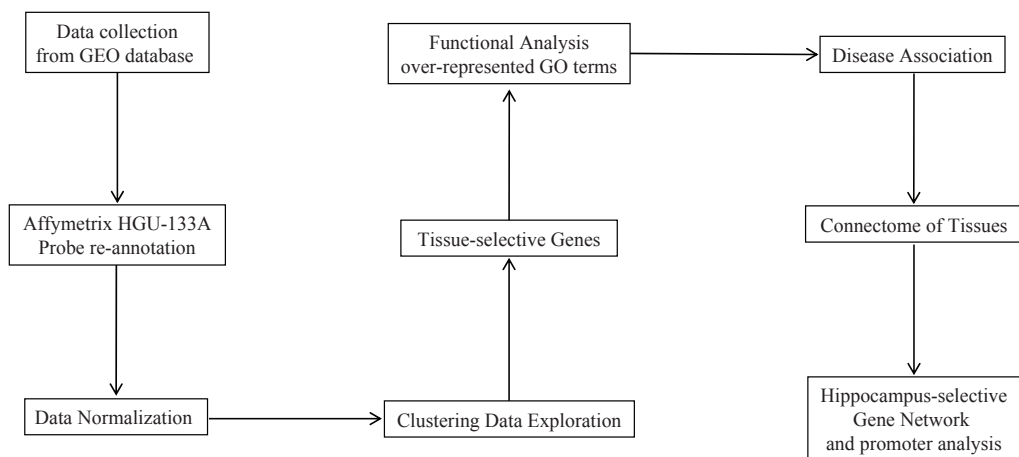 Data collection
from GEO database
Affymetrix HGU-133A
Probe re-annotation
Data Normalization
Clustering Data Exploration
Tissue-selective Genes
Functional Analysis
over-represented GO terms
Disease Association
Connectome of Tissues
Hippocampus-selective
Gene Network
and promoter analysis